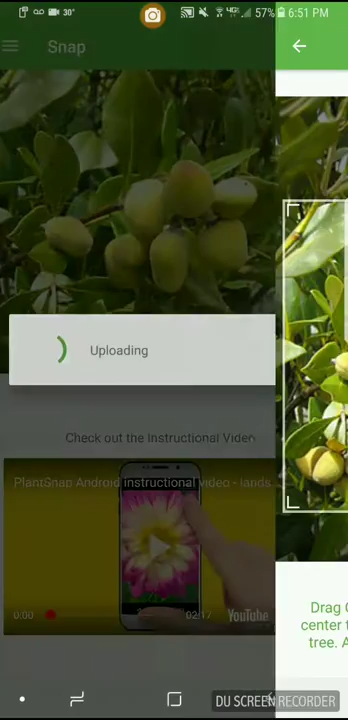 30°
57% 6:51 PM
Snap
Uploading
Check out the Instructional Video
PlantSnap Android instructional video - lands...
0:00
02:17
YouTube
Drag
center t
tree. A
DU SCREEN RECORDER